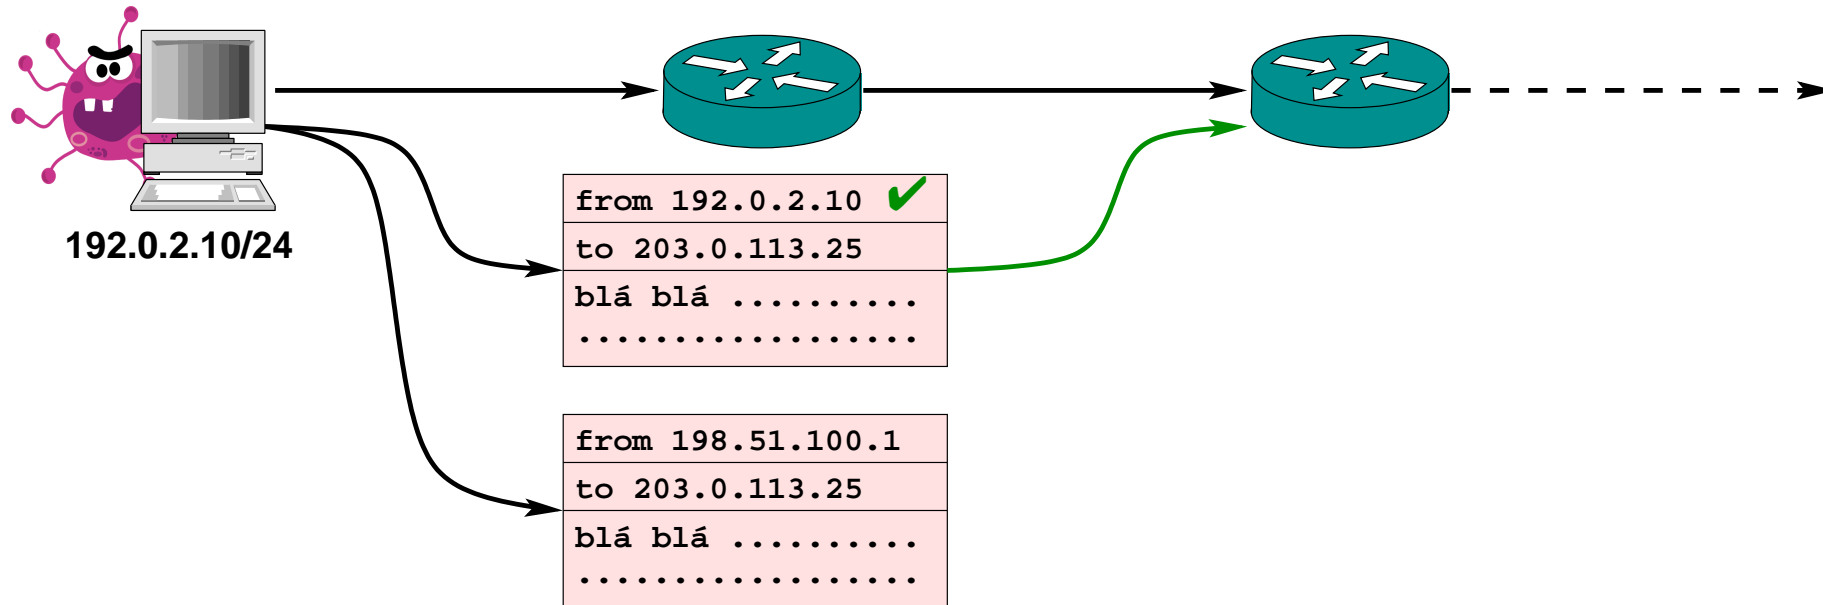 192.0.2.10/24
from 192.0.2.10 ✔
to 203.0.113.25
blá blá ..........
..................
from 198.51.100.1
to 203.0.113.25
blá blá ..........
..................